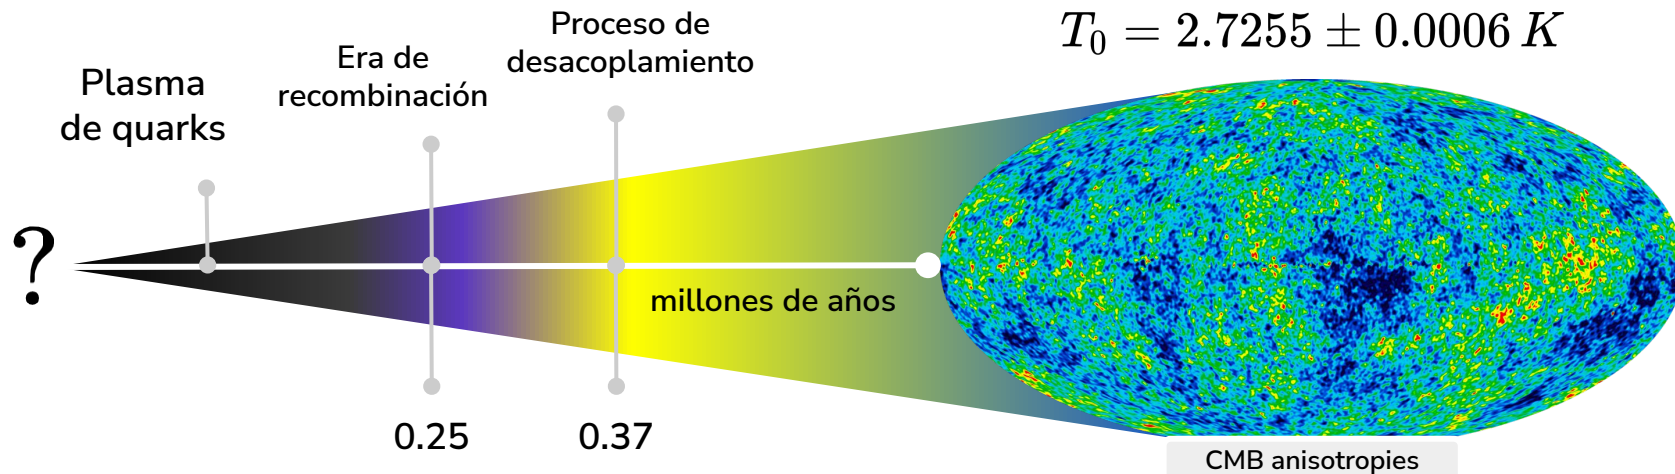 ?
Plasma
de quarks
Era de
recombinación
Proceso de
desacoplamiento
T₀ = 2.7255 ± 0.0006 K
millones de años
0.25
0.37
CMB anisotropies